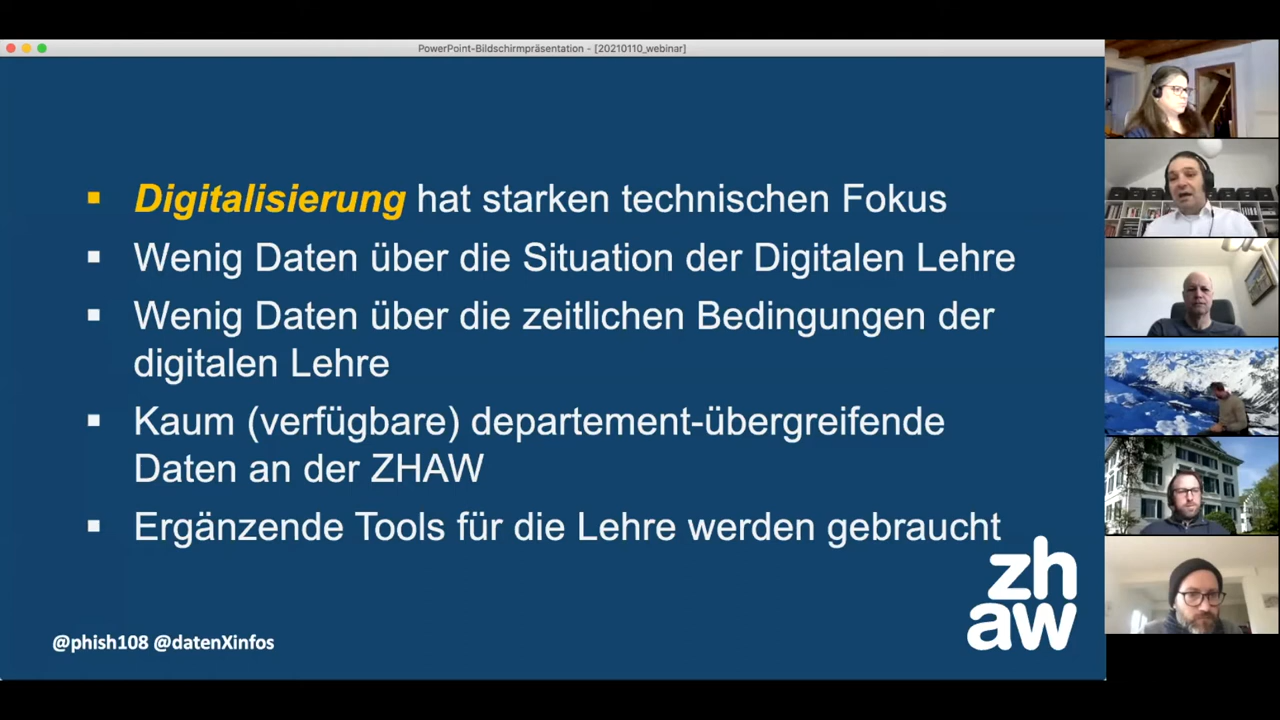 PowerPoint-Bildschirmpräsentation - [20210110_webinar]
Digitalisierung hat starken technischen Fokus
Wenig Daten über die Situation der Digitalen Lehre
Wenig Daten über die zeitlichen Bedingungen der
digitalen Lehre
Kaum (verfügbare) departement-übergreifende
Daten an der ZHAW
Ergänzende Tools für die Lehre werden gebraucht
zh
aw
@phish108 @datenXinfos